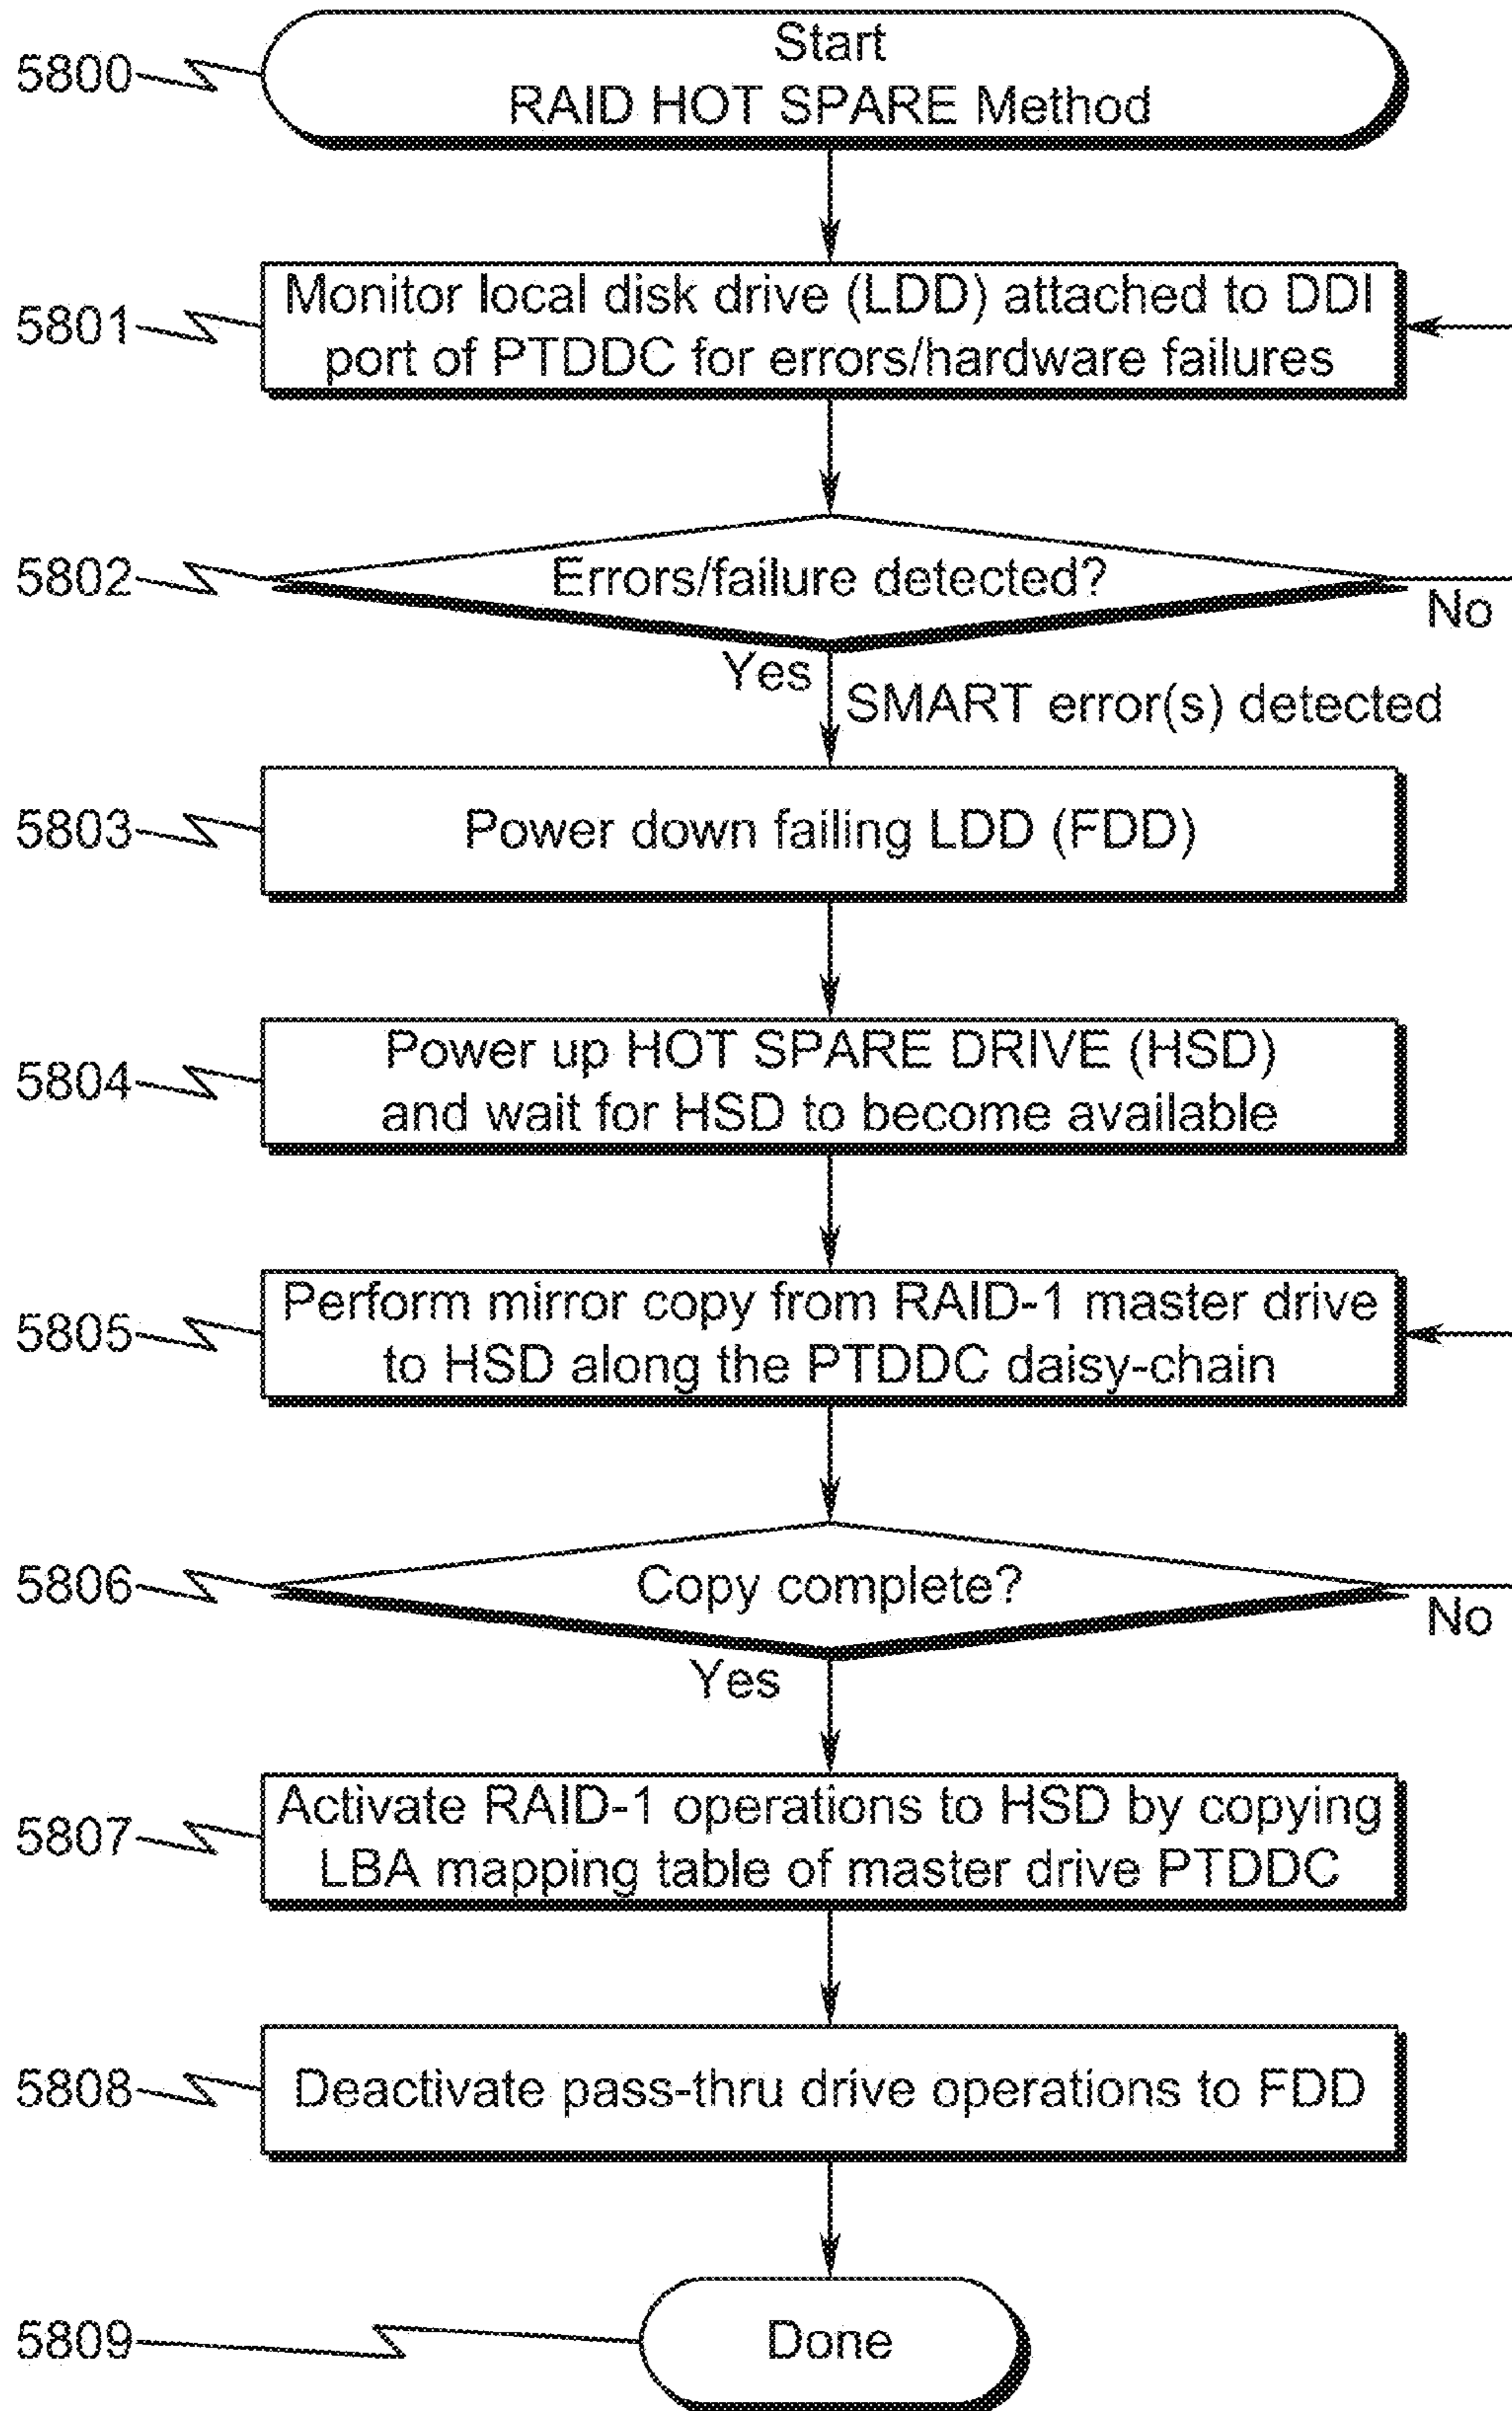 5800
Start
RAID HOT SPARE Method
5801
Monitor local disk drive (LDD) attached to DDI
port of PTDDC for errors/hardware failures
5802
Errors/failure detected?
No
Yes
SMART error(s) detected
5803
Power down failing LDD (FDD)
5804
Power up HOT SPARE DRIVE (HSD)
and wait for HSD to become available
5805
Perform mirror copy from RAID-1 master drive
to HSD along the PTDDC daisy-chain
5806
Copy complete?
No
Yes
5807
Activate RAID-1 operations to HSD by copying
LBA mapping table of master drive PTDDC
5808
Deactivate pass-thru drive operations to FDD
5809
Done